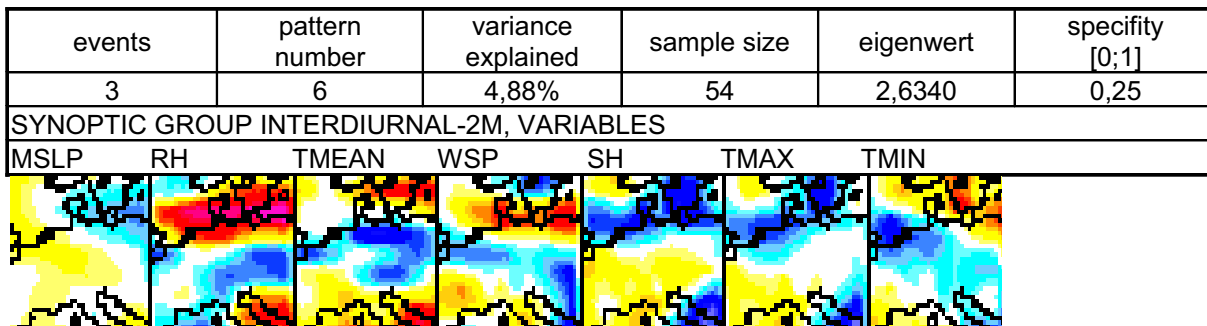 events pattern number variance explained sample size eigenwert specifity [0;1]
3 6 4,88% 54 2,6340 0,25
SYNOPTIC GROUP INTERDIURNAL-2M, VARIABLES
MSLP RH TMEAN WSP SH TMAX TMIN